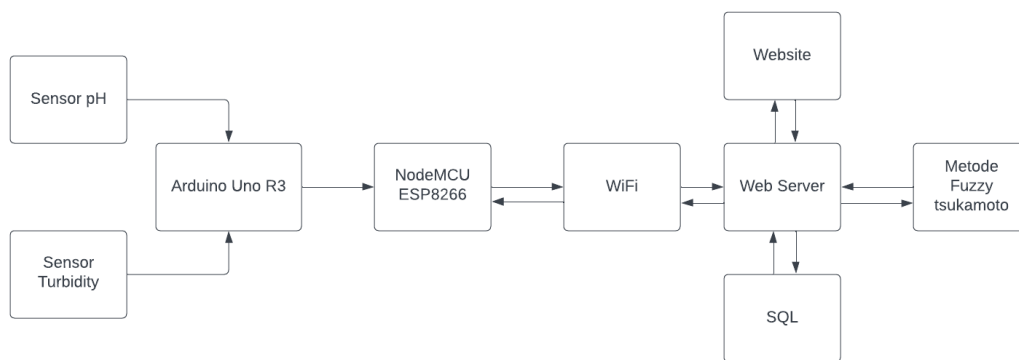 Website
Sensor pH
Arduino Uno R3
NodeMCU
ESP8266
WiFi
Web Server
Metode
Fuzzy
tsukamoto
Sensor
Turbidity
SQL